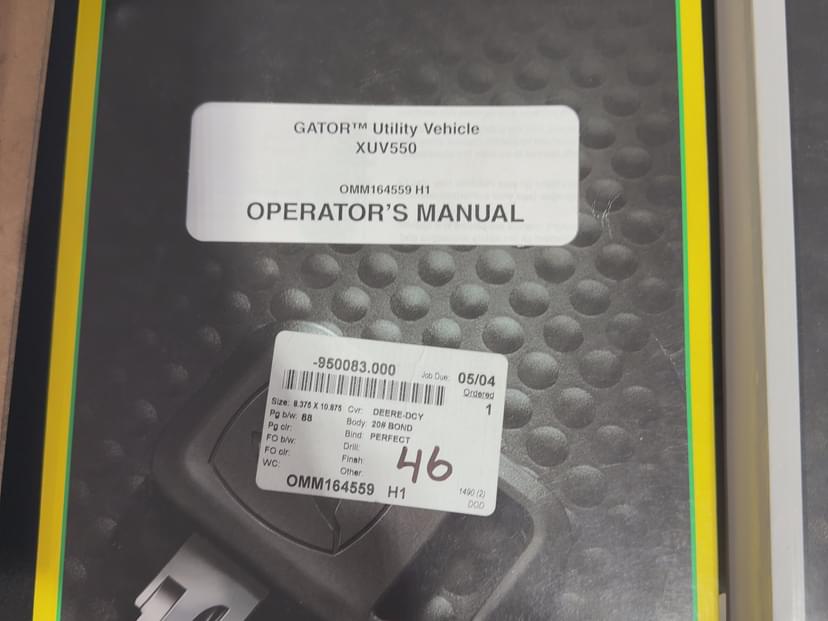 GATOR™ Utility Vehicle
XUV550
OMM164559 H1
OPERATOR'S MANUAL
-950083.000 Job Due: 05/04
Ordered
1
Size: 8.375 X 10.875 Cvr: DEERE-DCY
Pg b/w: 88 Body: 20# BOND
Pg clr: Bind: PERFECT
FO b/w: Drill:
FO clr: Finsh:
WC: Other:
46
OMM164559 H1
1490 (2)
DOD